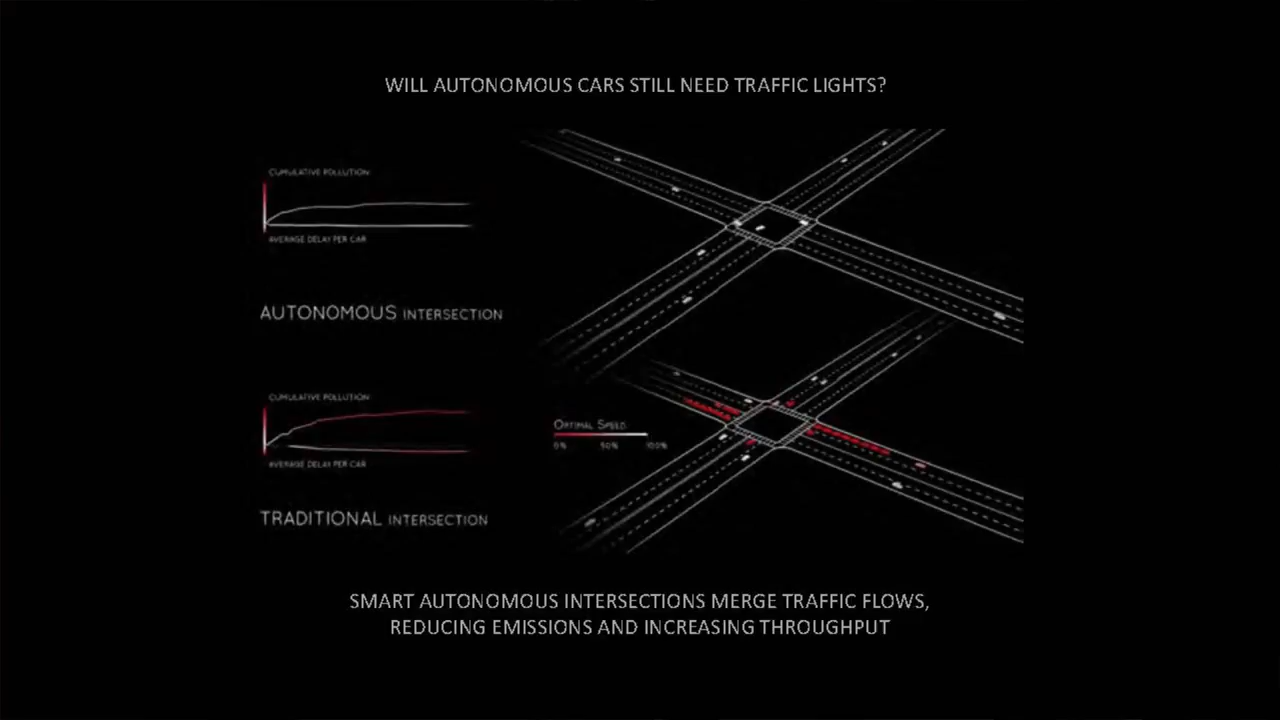 WILL AUTONOMOUS CARS STILL NEED TRAFFIC LIGHTS?
CUMULATIVE POLLUTION
AVERAGE DELAY PER CAR
AUTONOMOUS INTERSECTION
CUMULATIVE POLLUTION
AVERAGE DELAY PER CAR
TRADITIONAL INTERSECTION
OPTIMAL SPEED
0% 50% 100%
SMART AUTONOMOUS INTERSECTIONS MERGE TRAFFIC FLOWS,
REDUCING EMISSIONS AND INCREASING THROUGHPUT